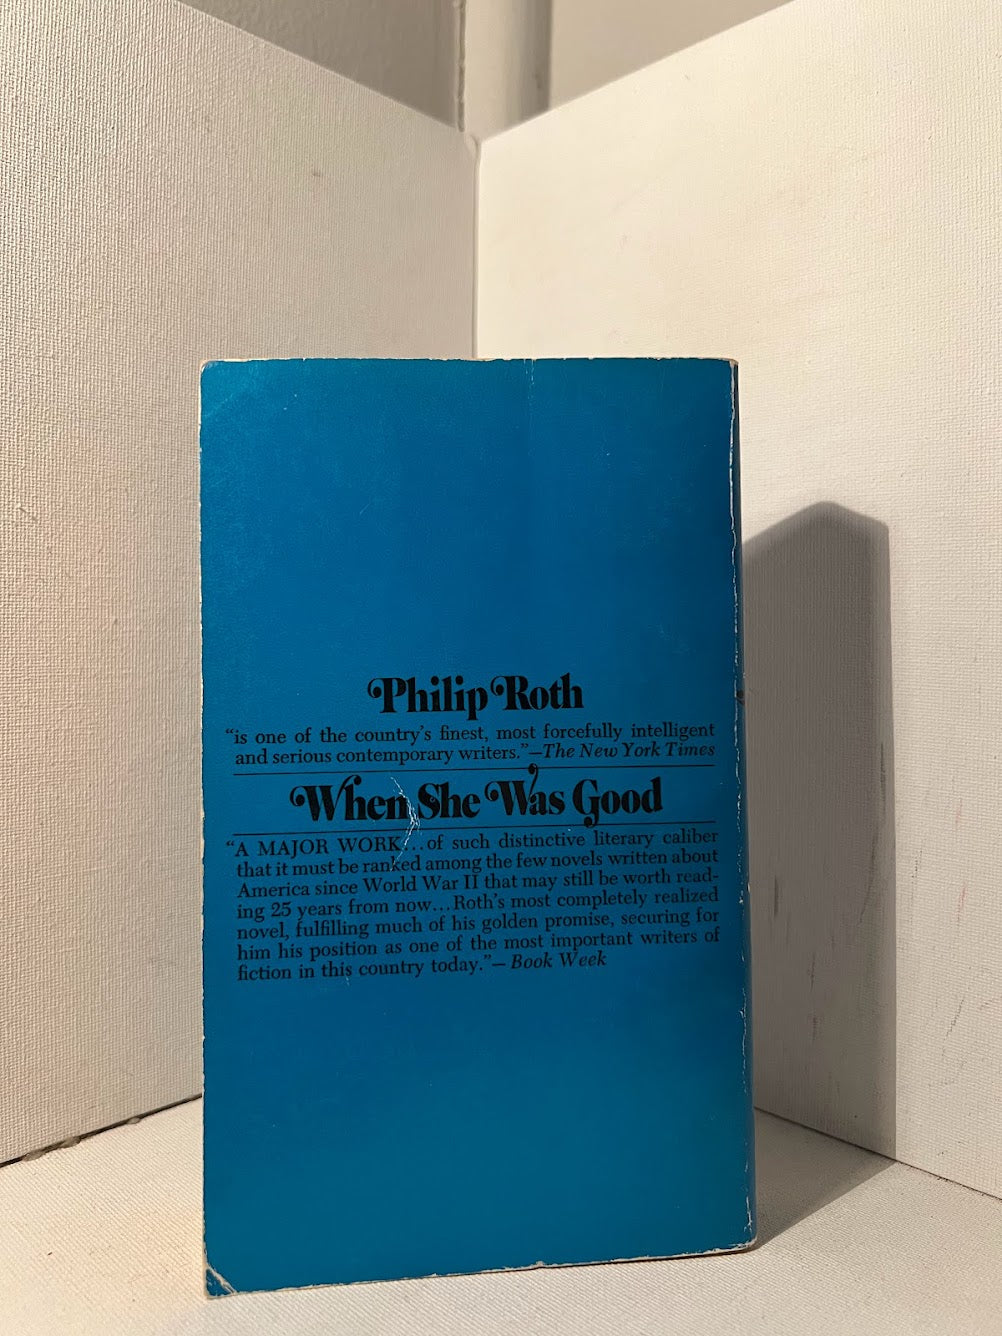 Philip Roth
“is one of the country’s finest, most forcefully intelligent
and serious contemporary writers.”—The New York Times
When She Was Good
“A MAJOR WORK...of such distinctive literary caliber
that it must be ranked among the few novels written about
America since World War II that may still be worth read-
ing 25 years from now...Roth’s most completely realized
novel, fulfilling much of his golden promise, securing for
him his position as one of the most important writers of
fiction in this country today.”—Book Week